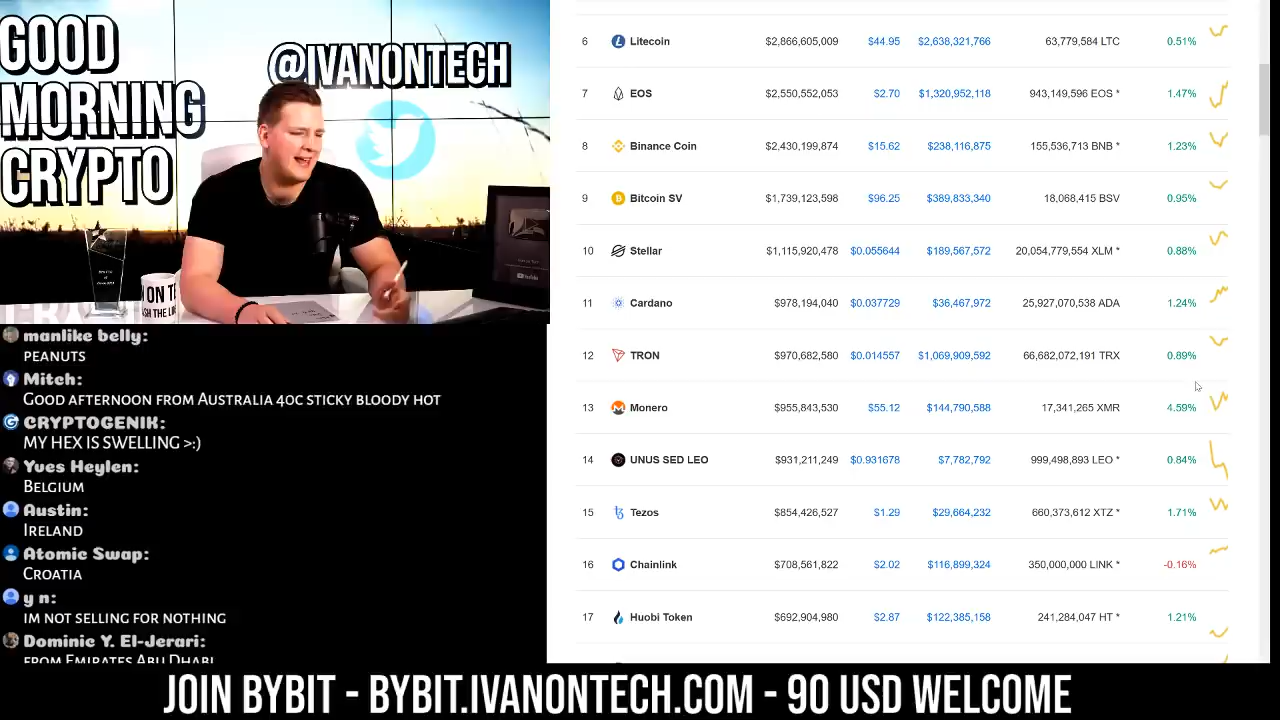 GOOD
MORNING
CRYPTO
@IVANONTECH
ON T
manlike belly:
PEANUTS
Mitch:
GOOD AFTERNOON FROM AUSTRALIA 40C STICKY BLOODY HOT
CRYPTOGENIK:
MY HEX IS SWELLING >:)
Yves Heylen:
BELGIUM
Austin:
IRELAND
Atomic Swap:
CROATIA
y n:
IM NOT SELLING FOR NOTHING
Dominic Y. El-Jerari:
FROM EMIRATES ABU DHABI
6 Litecoin $2,866,605,009 $44.95 $2,638,321,766 63,779,584 LTC 0.51%
7 EOS $2,550,552,053 $2.70 $1,320,952,118 943,149,596 EOS * 1.47%
8 Binance Coin $2,430,199,874 $15.62 $238,116,875 155,536,713 BNB * 1.23%
9 Bitcoin SV $1,739,123,598 $96.25 $389,833,340 18,068,415 BSV 0.95%
10 Stellar $1,115,920,478 $0.055644 $189,567,572 20,054,779,554 XLM * 0.88%
11 Cardano $978,194,040 $0.037729 $36,467,972 25,927,070,538 ADA 1.24%
12 TRON $970,682,580 $0.014557 $1,069,909,592 66,682,072,191 TRX 0.89%
13 Monero $955,843,530 $55.12 $144,790,588 17,341,265 XMR 4.59%
14 UNUS SED LEO $931,211,249 $0.931678 $7,782,792 999,498,893 LEO * 0.84%
15 Tezos $854,426,527 $1.29 $29,664,232 660,373,612 XTZ * 1.71%
16 Chainlink $708,561,822 $2.02 $116,899,324 350,000,000 LINK * -0.16%
17 Huobi Token $692,904,980 $2.87 $122,385,158 241,284,047 HT * 1.21%
JOIN BYBIT - BYBIT.IVANONTECH.COM - 90 USD WELCOME